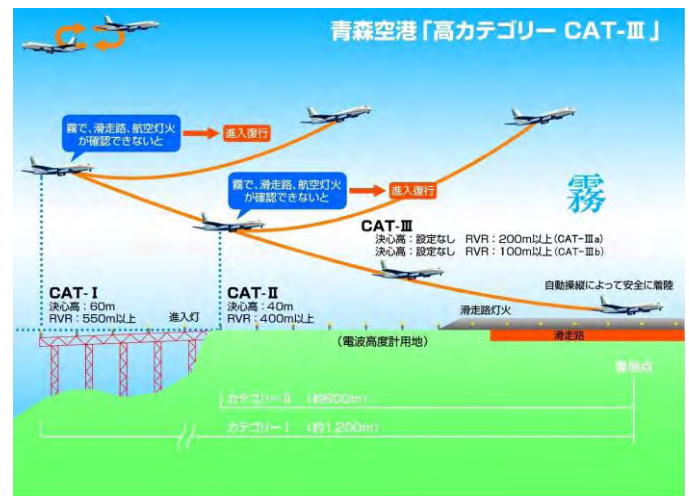 青森空港「高カテゴリー CAT-Ⅲ」
霧で、滑走路、航空灯火
が確認できないと
進入復行
霧で、滑走路、航空灯火
が確認できないと
進入復行
霧
CAT-Ⅲ
決心高：設定なし RVR：200m以上(CAT-Ⅲa)
決心高：設定なし RVR：100m以上(CAT-Ⅲb)
CAT-Ⅰ
決心高：60m
RVR：550m以上
進入灯
CAT-Ⅱ
決心高：40m
RVR：400m以上
自動操縦によって安全に着陸
滑走路灯火
(電波高度計用地)
滑走路
着地点
カテゴリーⅡ (約600m)
カテゴリーⅠ (約1,200m)